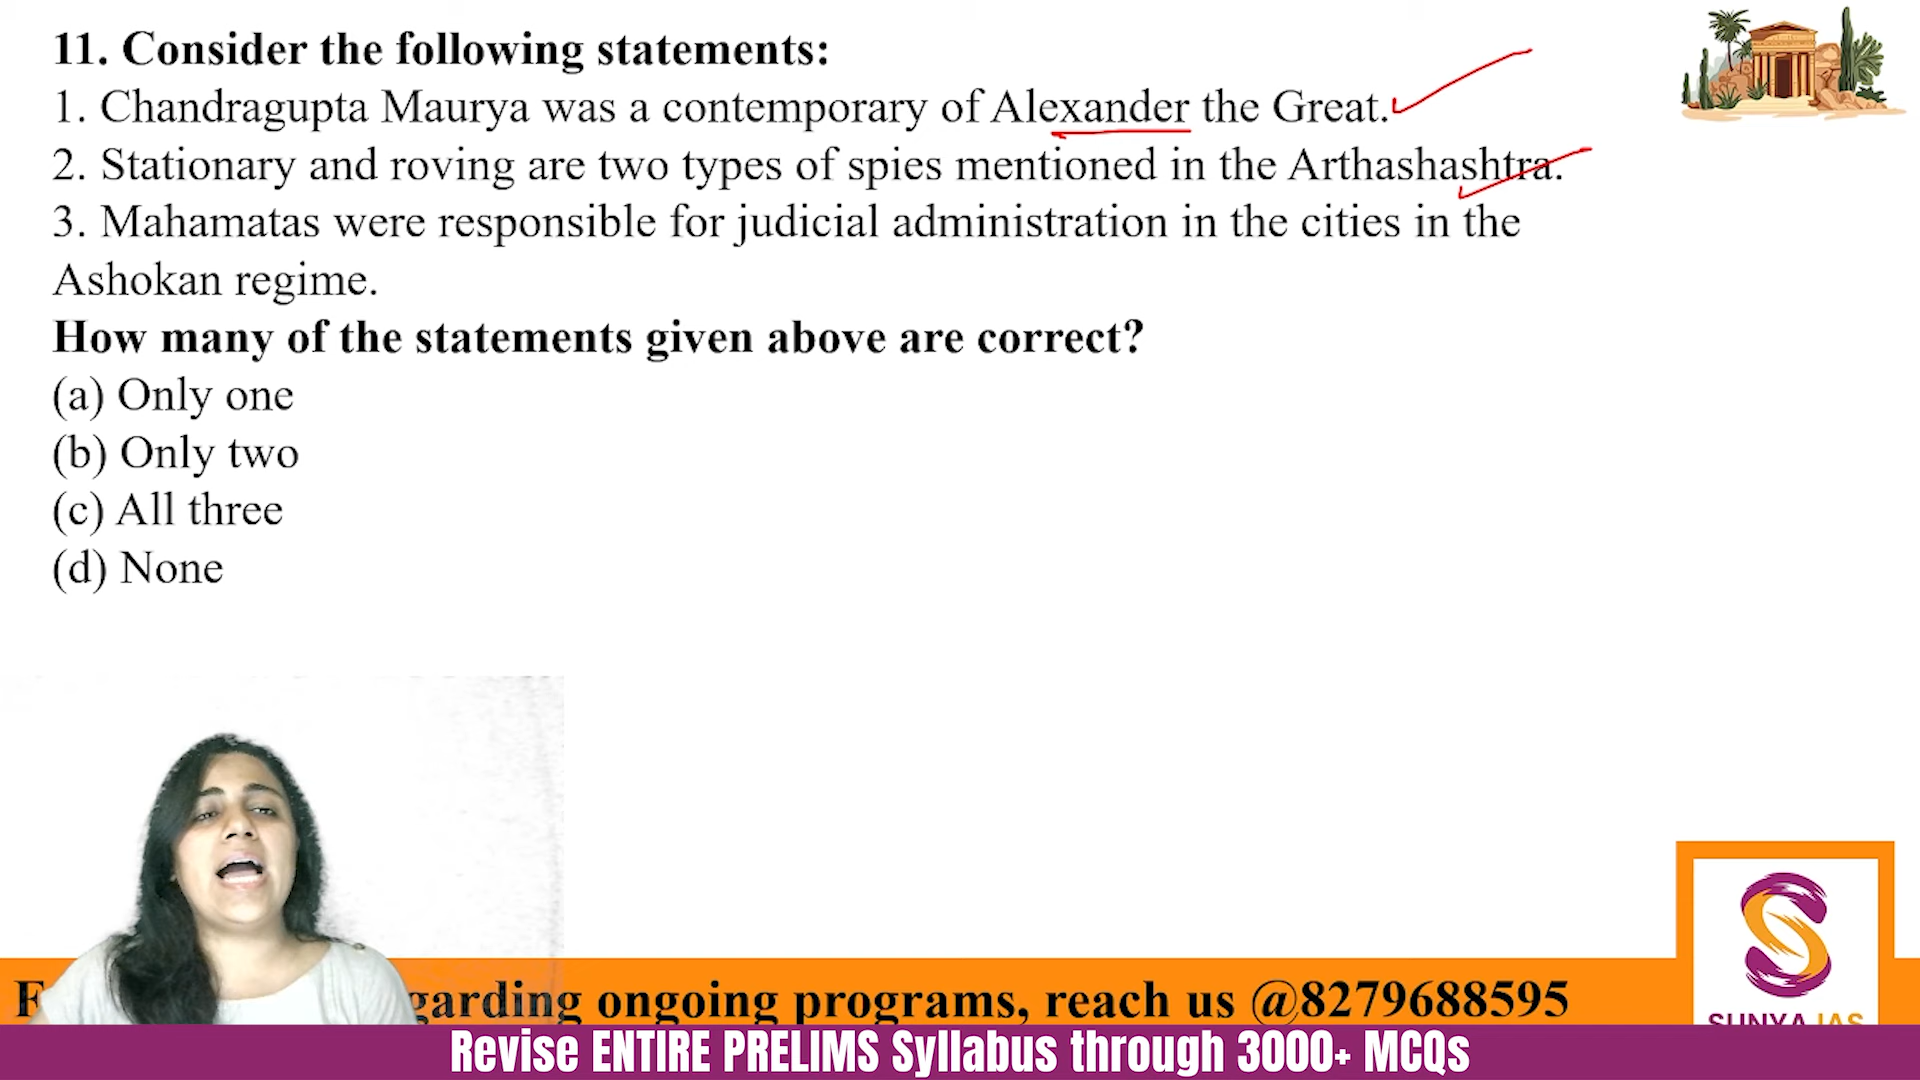 11. Consider the following statements:
1. Chandragupta Maurya was a contemporary of Alexander the Great.
2. Stationary and roving are two types of spies mentioned in the Arthashashtra.
3. Mahamatas were responsible for judicial administration in the cities in the
Ashokan regime.
How many of the statements given above are correct?
(a) Only one
(b) Only two
(c) All three
(d) None
garding ongoing programs, reach us @8279688595
SUNYA IAS
Revise ENTIRE PRELIMS Syllabus through 3000+ MCQs